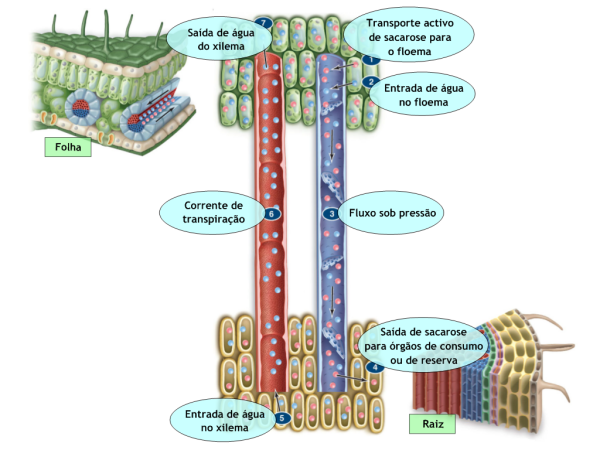 7
Saída de água
do xilema
Transporte activo
de sacarose para
o floema
1
2
Entrada de água
no floema
Folha
Corrente de
transpiração
6
3
Fluxo sob pressão
Saída de sacarose
para órgãos de consumo
ou de reserva
4
Entrada de água
no xilema
5
Raiz